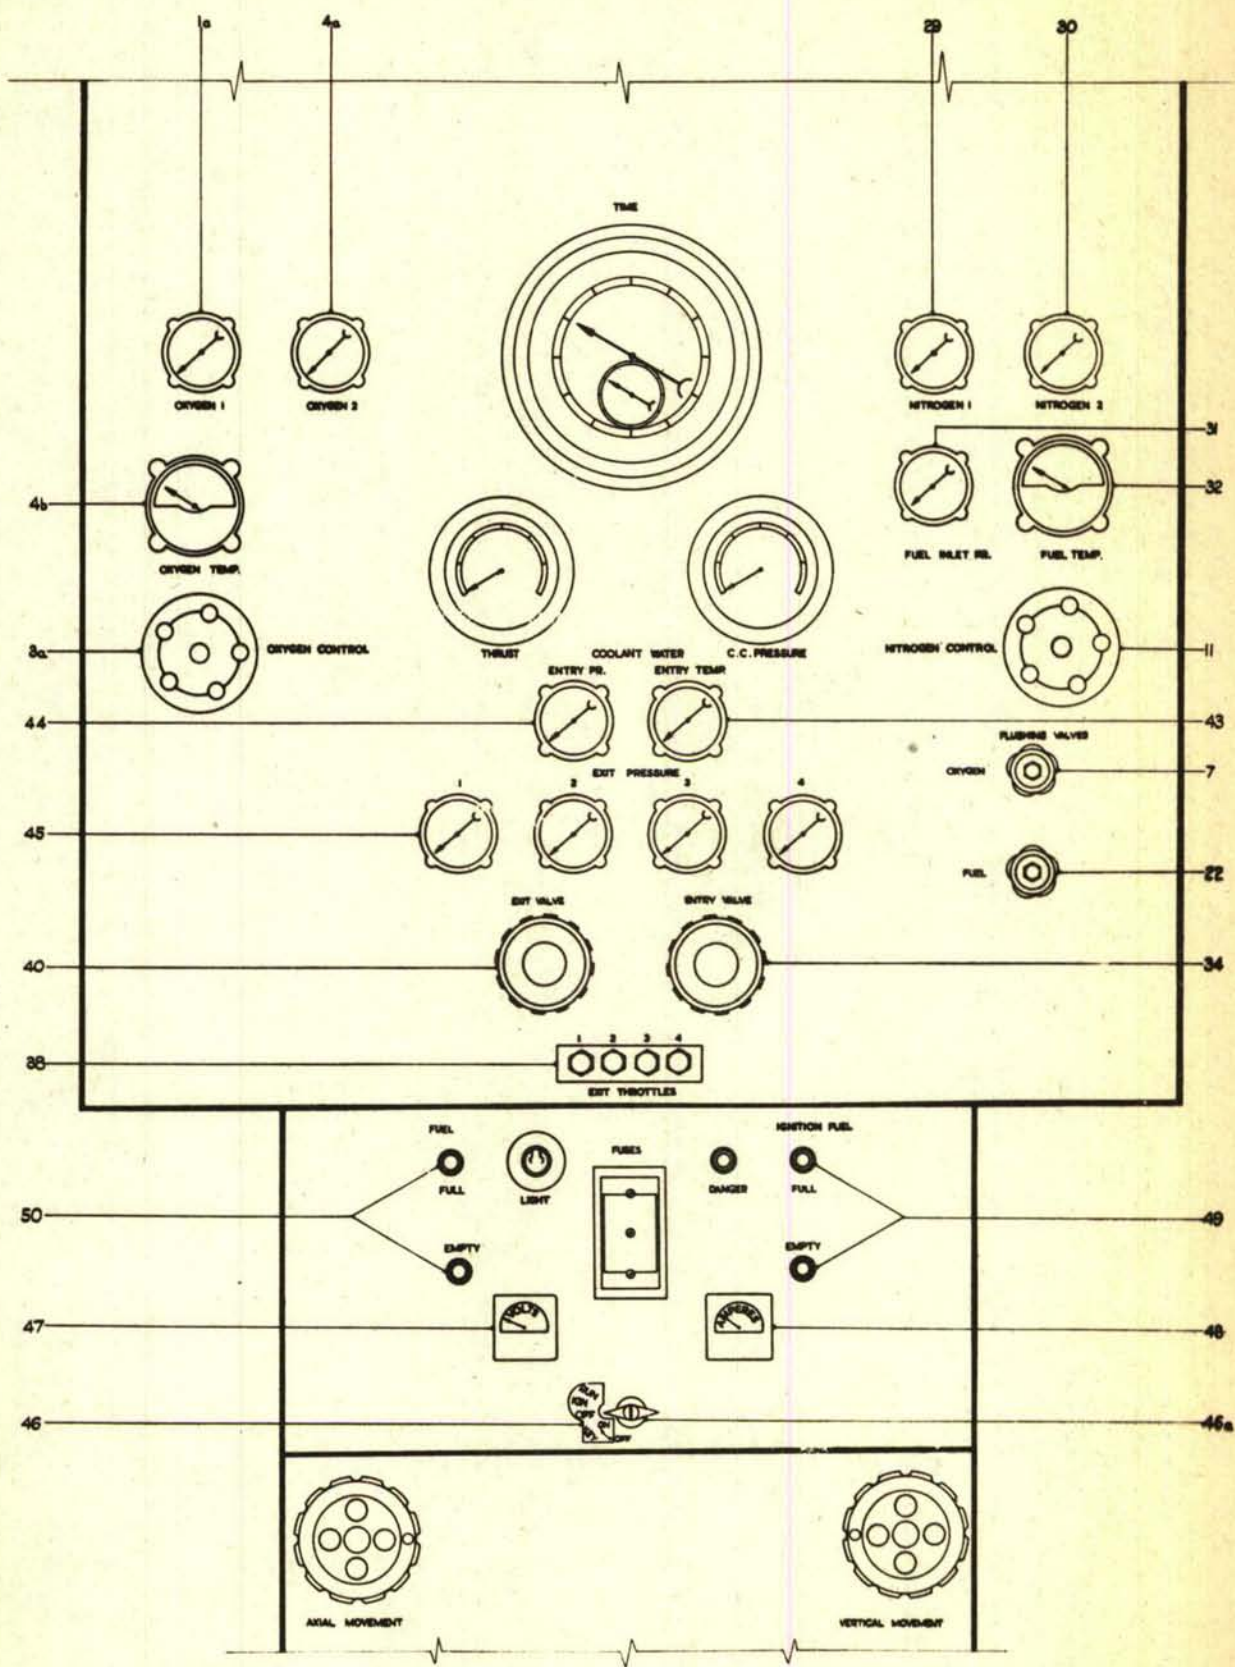 1a 4a 29 30
TIME
OXYGEN 1 OXYGEN 2 NITROGEN 1 NITROGEN 2
31
4b 32
OXYGEN TEMP. FUEL INLET PR. FUEL TEMP.
3a OXYGEN CONTROL NITROGEN CONTROL 11
THRUST COOLANT WATER C.C. PRESSURE
ENTRY PR. ENTRY TEMP.
44 43
FLUSHING VALVES
OXYGEN 7
EXIT PRESSURE
1 2 3 4
45
FUEL 22
EXIT VALVE ENTRY VALVE
40 34
1 2 3 4
38
EXIT THROTTLES
FUEL FUSES IGNITION FUEL
FULL LIGHT DANGER FULL
50 49
EMPTY EMPTY
VOLTS AMPERES
47 48
RUN
IGN
OFF
ON
OFF
46 46a
AXIAL MOVEMENT VERTICAL MOVEMENT